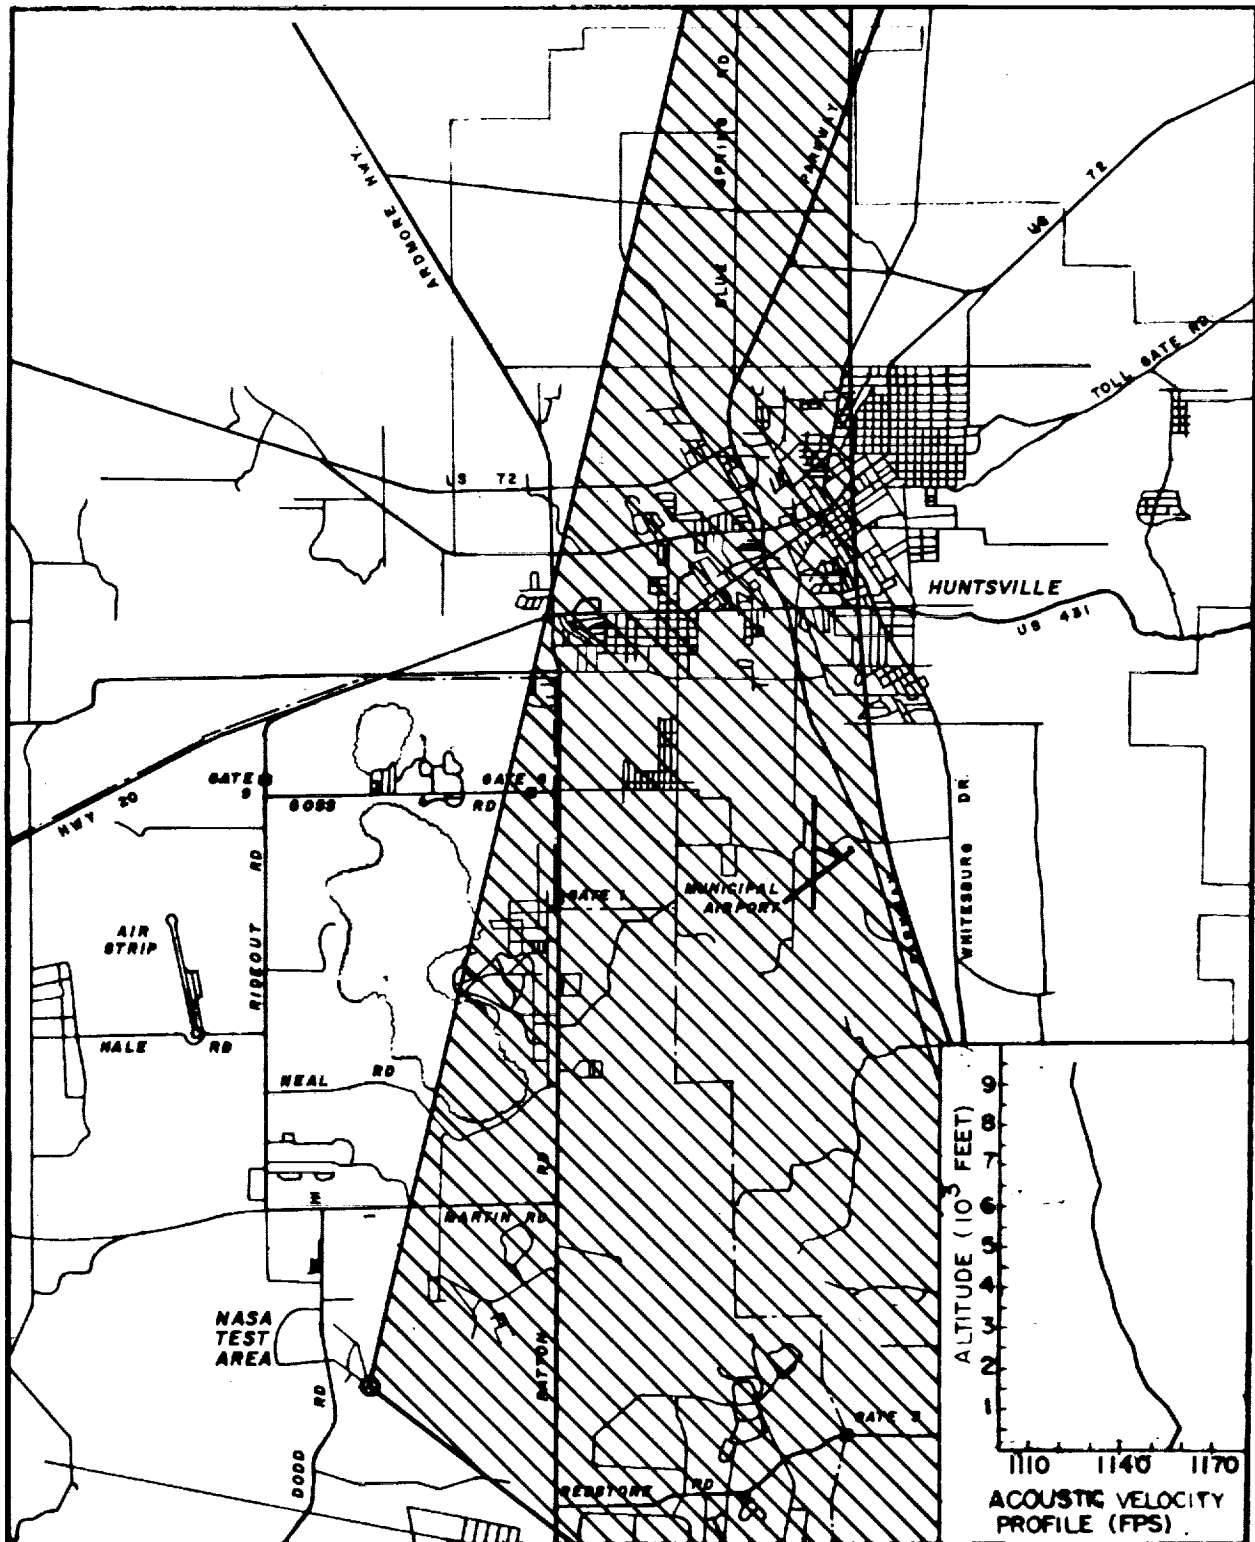 BLUE SPRING RD
PARKWAY
ARDMORE HWY.
US 72
TOLL GATE RD
US 72
HUNTSVILLE
US 431
HWY 20
GATE
9
GOSS RD
GATE 8
RIDEOUT RD
GATE 1
MUNICIPAL
AIRPORT
WHITESBURG DR.
AIR
STRIP
HALE RD
NEAL RD
MARTIN RD
PATTON RD
NASA
TEST
AREA
DODD RD
GATE 3
REDSTONE RD
ALTITUDE (10³ FEET)
9
8
7
6
5
4
3
2
1
1110 1140 1170
ACOUSTIC VELOCITY
PROFILE (FPS)